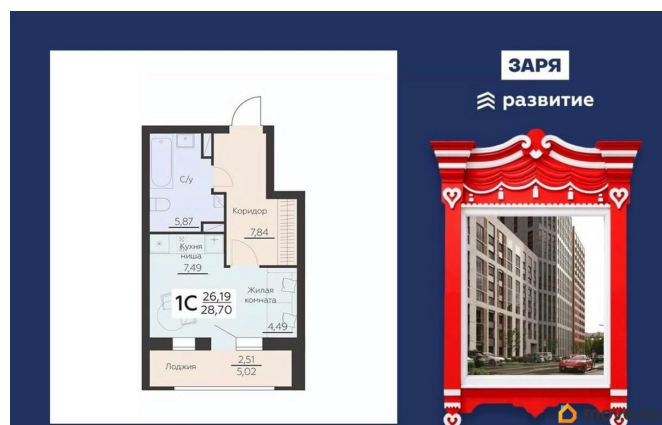 ЗАРЯ
развитие
С/у
5,87
Коридор
7,84
Кухня
ниша
7,49
1С 26,19
28,70
Жилая
комната
4,49
Лоджия
2,51
5,02